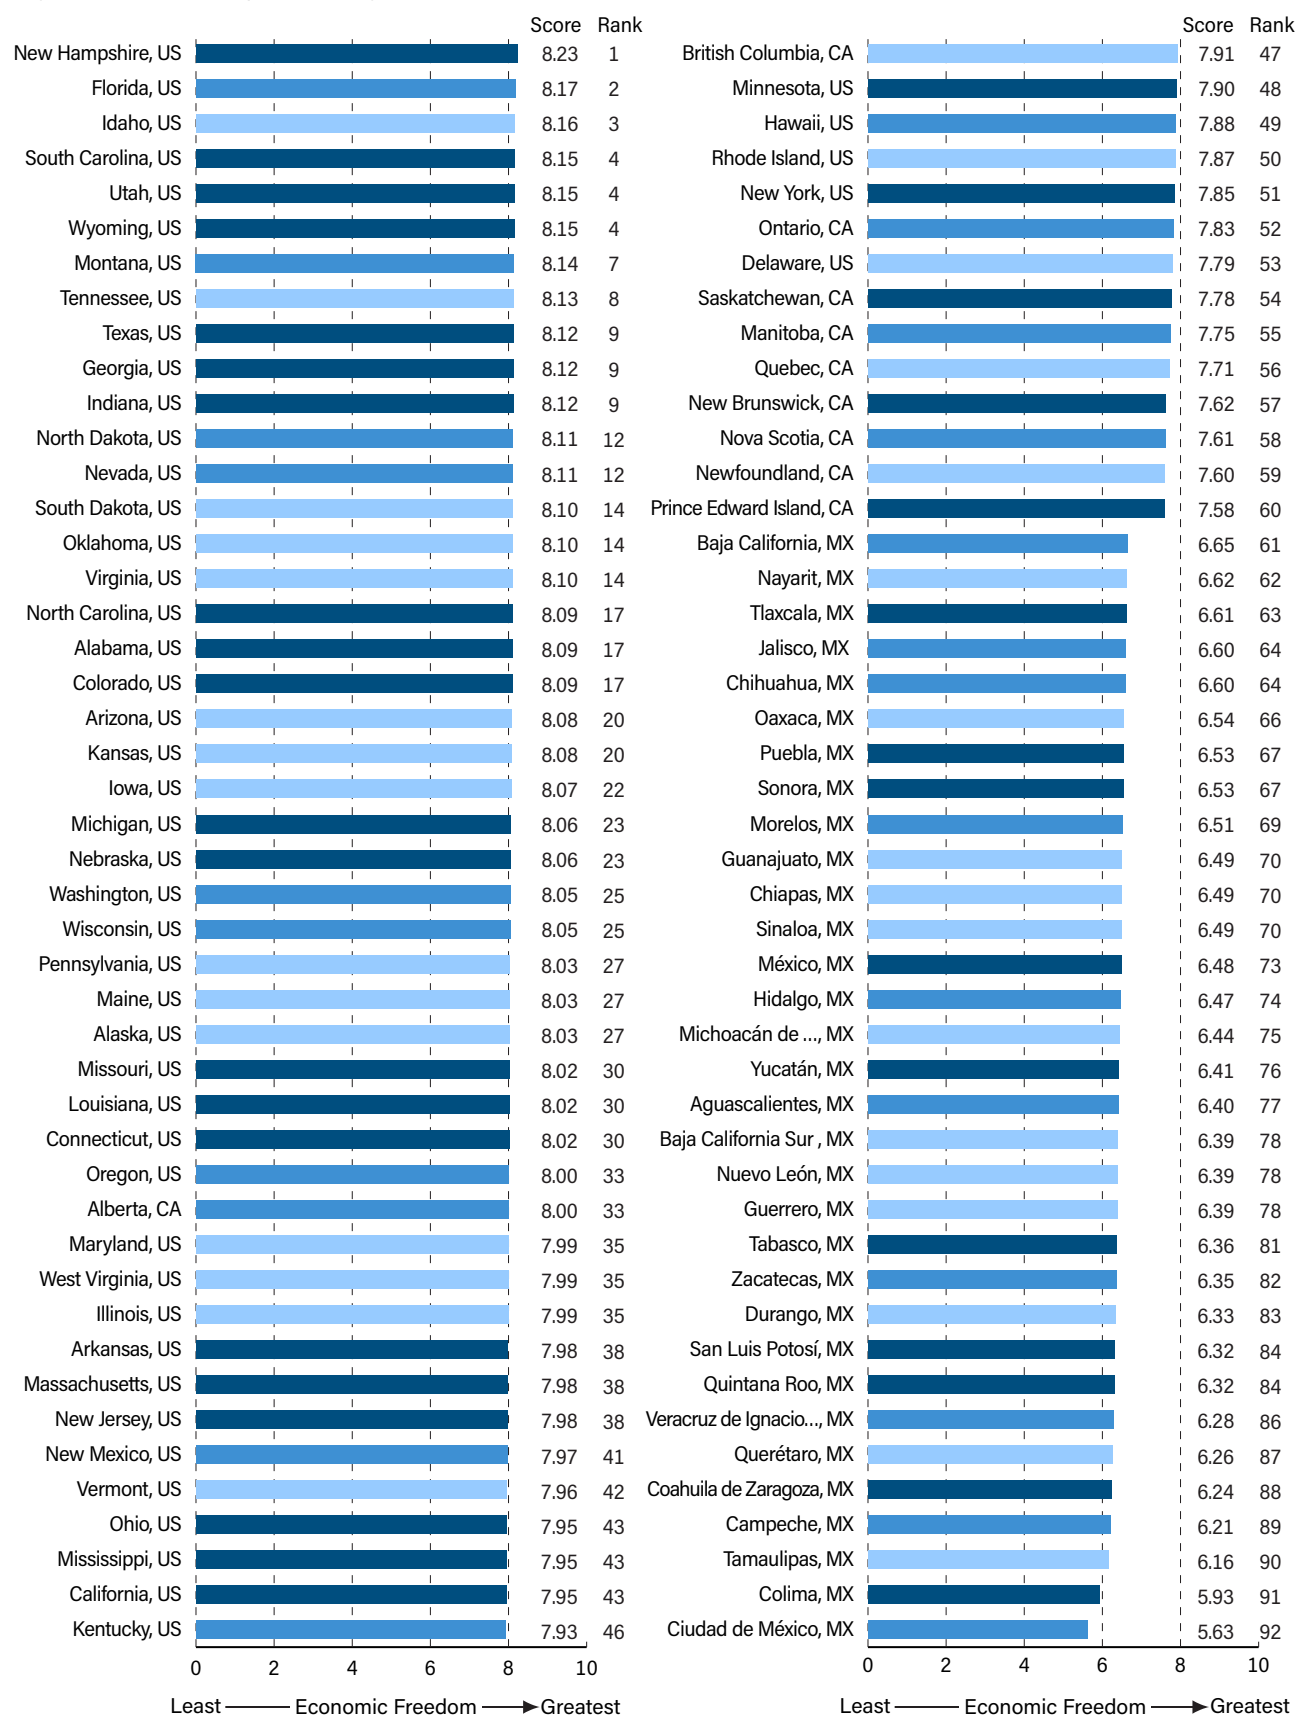 Score Rank
New Hampshire, US 8.23 1
Florida, US 8.17 2
Idaho, US 8.16 3
South Carolina, US 8.15 4
Utah, US 8.15 4
Wyoming, US 8.15 4
Montana, US 8.14 7
Tennessee, US 8.13 8
Texas, US 8.12 9
Georgia, US 8.12 9
Indiana, US 8.12 9
North Dakota, US 8.11 12
Nevada, US 8.11 12
South Dakota, US 8.10 14
Oklahoma, US 8.10 14
Virginia, US 8.10 14
North Carolina, US 8.09 17
Alabama, US 8.09 17
Colorado, US 8.09 17
Arizona, US 8.08 20
Kansas, US 8.08 20
Iowa, US 8.07 22
Michigan, US 8.06 23
Nebraska, US 8.06 23
Washington, US 8.05 25
Wisconsin, US 8.05 25
Pennsylvania, US 8.03 27
Maine, US 8.03 27
Alaska, US 8.03 27
Missouri, US 8.02 30
Louisiana, US 8.02 30
Connecticut, US 8.02 30
Oregon, US 8.00 33
Alberta, CA 8.00 33
Maryland, US 7.99 35
West Virginia, US 7.99 35
Illinois, US 7.99 35
Arkansas, US 7.98 38
Massachusetts, US 7.98 38
New Jersey, US 7.98 38
New Mexico, US 7.97 41
Vermont, US 7.96 42
Ohio, US 7.95 43
Mississippi, US 7.95 43
California, US 7.95 43
Kentucky, US 7.93 46
0 2 4 6 8 10
Least Economic Freedom Greatest
Score Rank
British Columbia, CA 7.91 47
Minnesota, US 7.90 48
Hawaii, US 7.88 49
Rhode Island, US 7.87 50
New York, US 7.85 51
Ontario, CA 7.83 52
Delaware, US 7.79 53
Saskatchewan, CA 7.78 54
Manitoba, CA 7.75 55
Quebec, CA 7.71 56
New Brunswick, CA 7.62 57
Nova Scotia, CA 7.61 58
Newfoundland, CA 7.60 59
Prince Edward Island, CA 7.58 60
Baja California, MX 6.65 61
Nayarit, MX 6.62 62
Tlaxcala, MX 6.61 63
Jalisco, MX 6.60 64
Chihuahua, MX 6.60 64
Oaxaca, MX 6.54 66
Puebla, MX 6.53 67
Sonora, MX 6.53 67
Morelos, MX 6.51 69
Guanajuato, MX 6.49 70
Chiapas, MX 6.49 70
Sinaloa, MX 6.49 70
México, MX 6.48 73
Hidalgo, MX 6.47 74
Michoacán de ..., MX 6.44 75
Yucatán, MX 6.41 76
Aguascalientes, MX 6.40 77
Baja California Sur , MX 6.39 78
Nuevo León, MX 6.39 78
Guerrero, MX 6.39 78
Tabasco, MX 6.36 81
Zacatecas, MX 6.35 82
Durango, MX 6.33 83
San Luis Potosí, MX 6.32 84
Quintana Roo, MX 6.32 84
Veracruz de Ignacio..., MX 6.28 86
Querétaro, MX 6.26 87
Coahuila de Zaragoza, MX 6.24 88
Campeche, MX 6.21 89
Tamaulipas, MX 6.16 90
Colima, MX 5.93 91
Ciudad de México, MX 5.63 92
0 2 4 6 8 10
Least Economic Freedom Greatest